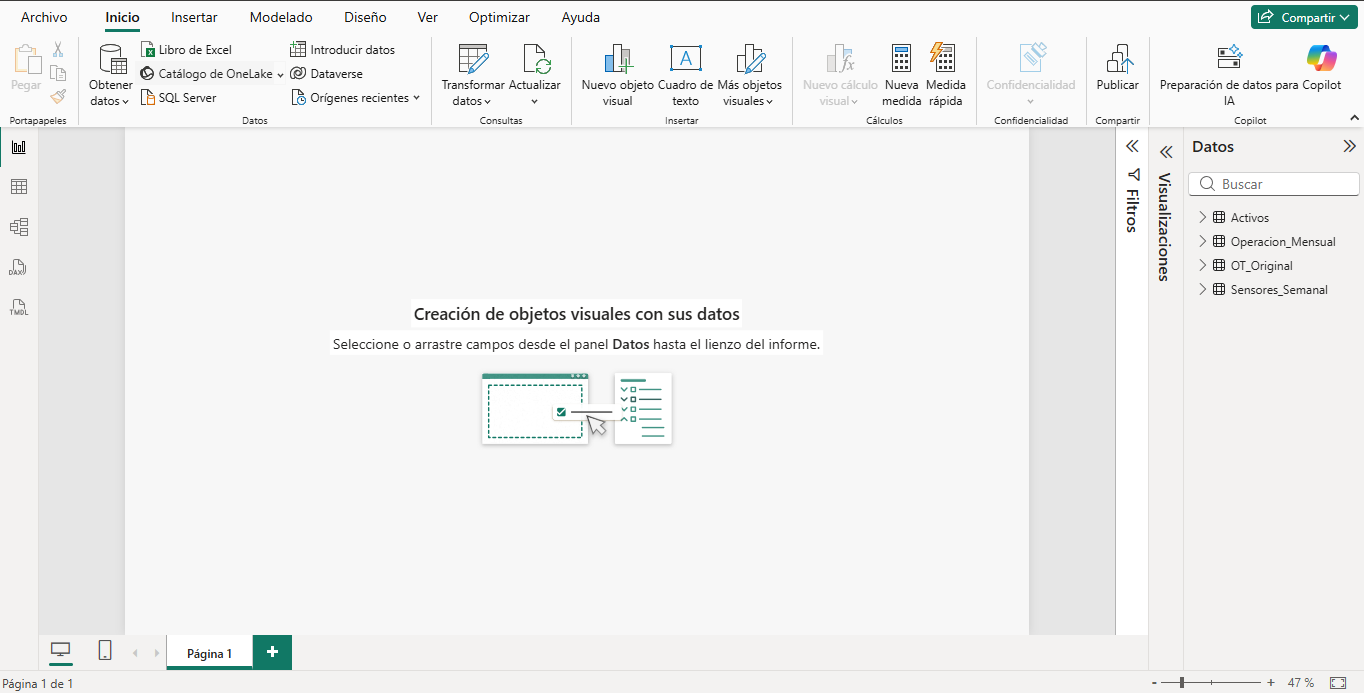 Archivo Inicio Insertar Modelado Diseño Ver Optimizar Ayuda
Compartir
Pegar
Portapapeles
Obtener
datos
Libro de Excel
Catálogo de OneLake
SQL Server
Introducir datos
Dataverse
Orígenes recientes
Datos
Transformar
datos
Actualizar
Consultas
Nuevo objeto
visual
Cuadro de
texto
Más objetos
visuales
Insertar
Nuevo cálculo
visual
Nueva
medida
Medida
rápida
Cálculos
Confidencialidad
Confidencialidad
Publicar
Compartir
Preparación de datos para
IA
Copilot
Copilot
DAX
TMDL
Creación de objetos visuales con sus datos
Seleccione o arrastre campos desde el panel Datos hasta el lienzo del informe.
Filtros
Visualizaciones
Datos
Buscar
Activos
Operacion_Mensual
OT_Original
Sensores_Semanal
Página 1
Página 1 de 1
- + 47 %